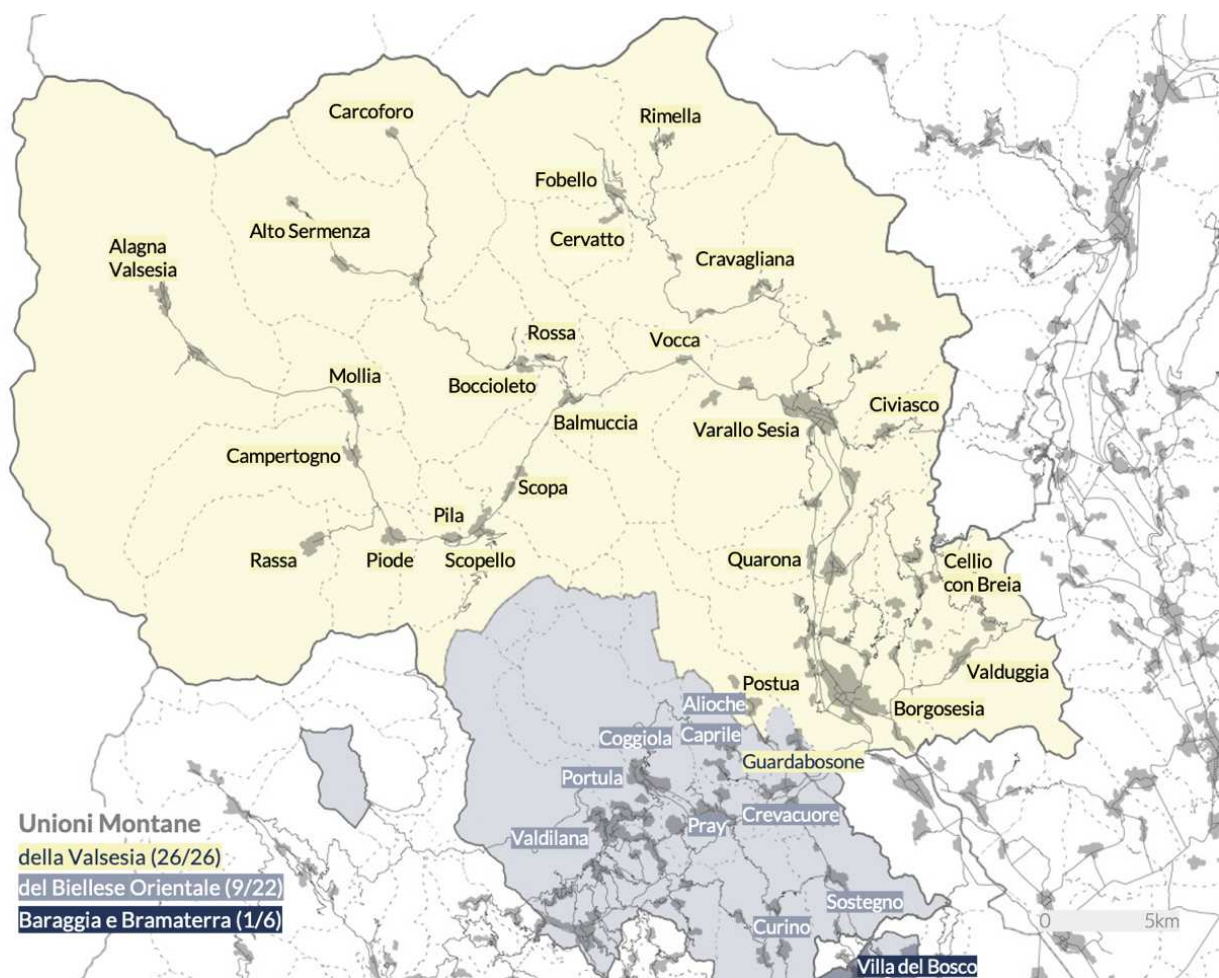 Carcoforo
Rimella
Fobello
Alto Sermenza
Cervatto
Alagna
Valsesia
Cravagliana
Rossa
Vocca
Mollia
Boccioleto
Civiasco
Balmuccia
Varallo Sesia
Campertogno
Scopa
Pila
Rassa
Piode
Scopello
Quarona
Cellio
con Breia
Valduggia
Postua
Alioche
Borgosesia
Coggiola
Caprile
Guardabosone
Portula
Crevacuore
Pray
Valdilana
Unioni Montane
della Valsesia (26/26)
del Biellese Orientale (9/22)
Baraggia e Bramaterra (1/6)
Sostegno
0 5km
Curino
Villa del Bosco